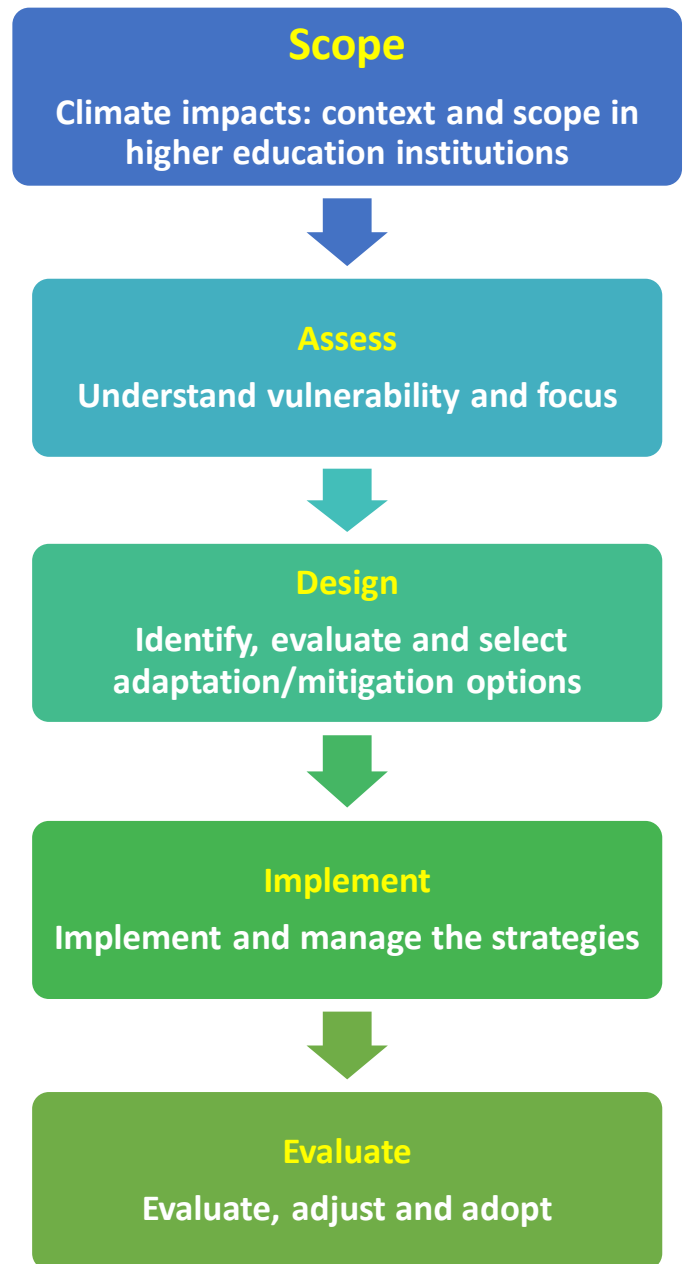 Scope
Climate impacts: context and scope in
higher education institutions
Assess
Understand vulnerability and focus
Design
Identify, evaluate and select
adaptation/mitigation options
Implement
Implement and manage the strategies
Evaluate
Evaluate, adjust and adopt